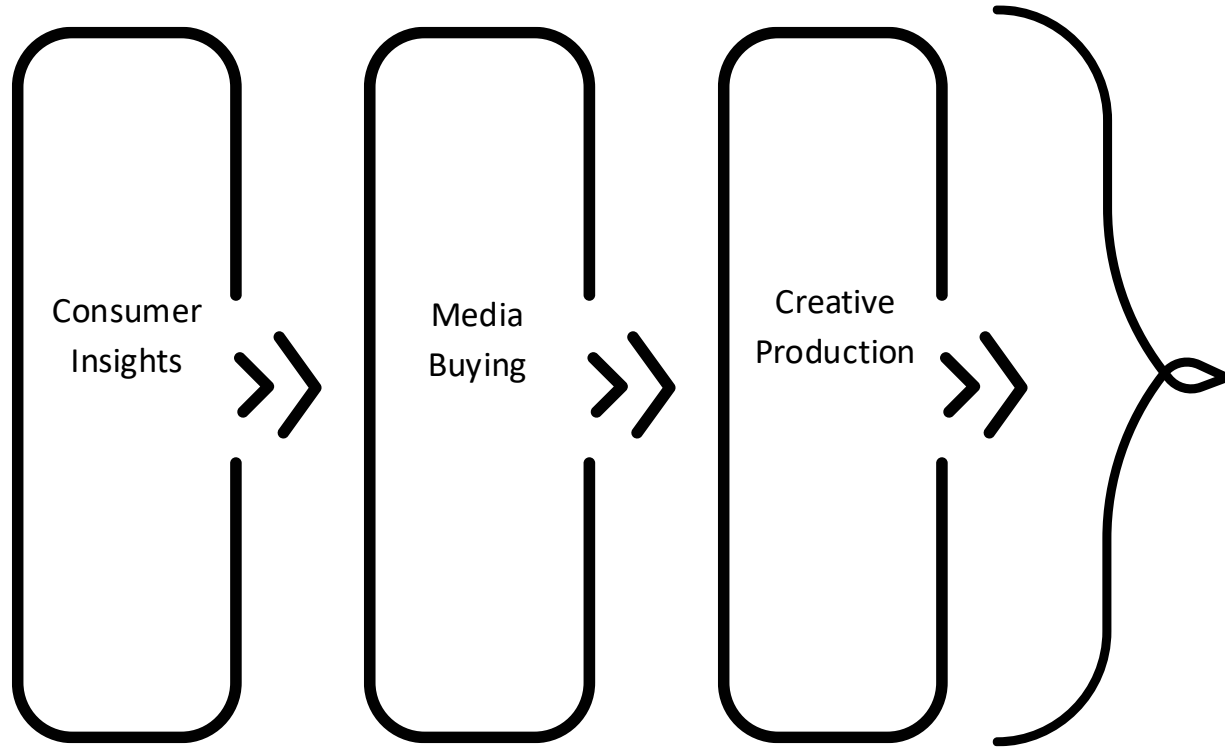 Consumer
Insights
Media
Buying
Creative
Production